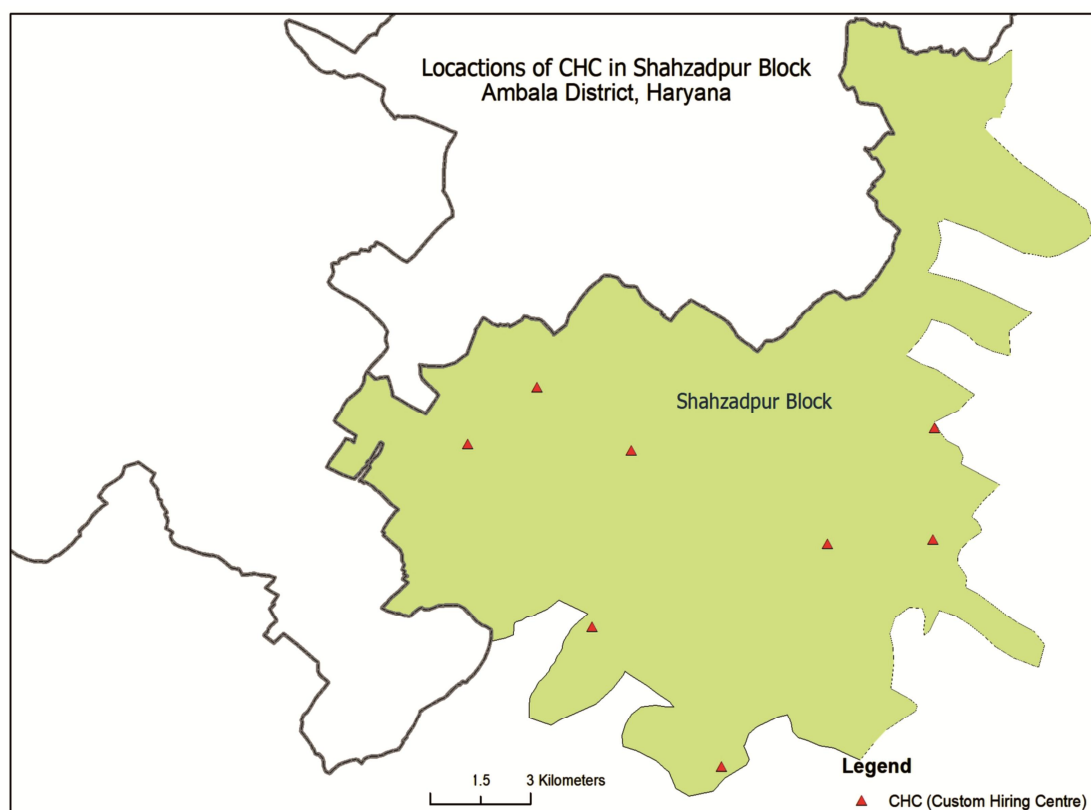 Locactions of CHC in Shahzadpur Block
Ambala District, Haryana
Shahzadpur Block
1.5 3 Kilometers
Legend
CHC (Custom Hiring Centre)